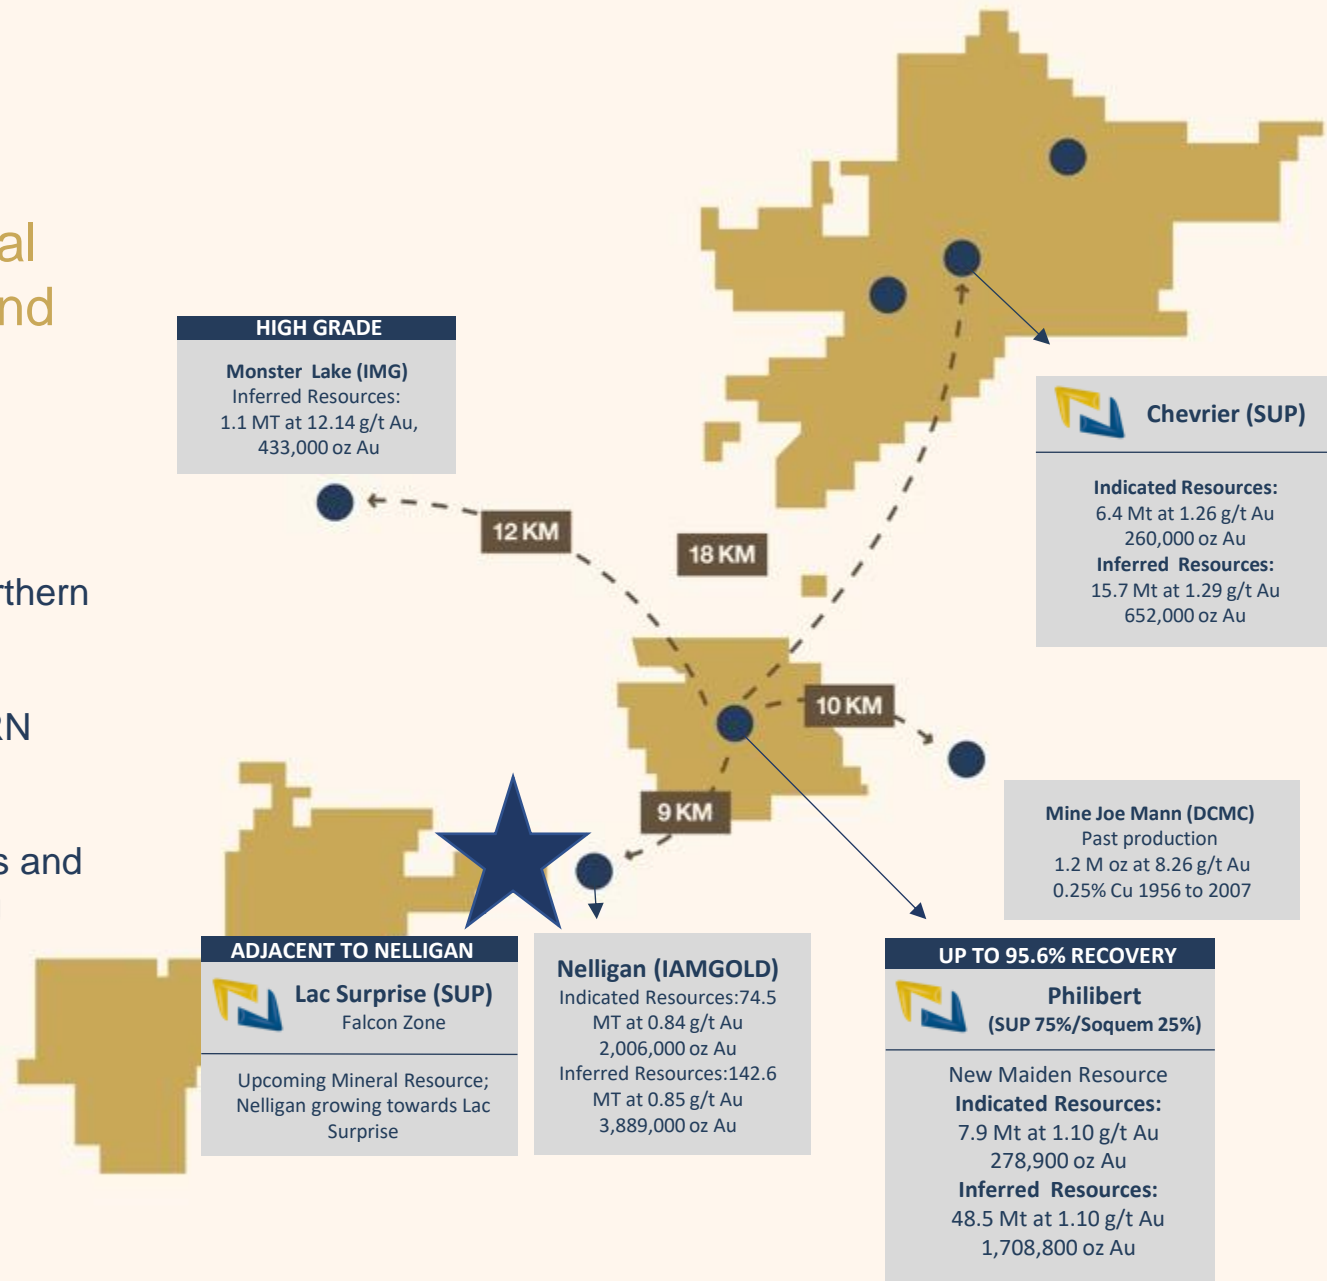 al
nd
rthern
RN
s and
HIGH GRADE
Monster Lake (IMG)
Inferred Resources:
1.1 MT at 12.14 g/t Au,
433,000 oz Au
12 KM
18 KM
10 KM
9 KM
Chevrier (SUP)
Indicated Resources:
6.4 Mt at 1.26 g/t Au
260,000 oz Au
Inferred Resources:
15.7 Mt at 1.29 g/t Au
652,000 oz Au
Mine Joe Mann (DCMC)
Past production
1.2 M oz at 8.26 g/t Au
0.25% Cu 1956 to 2007
ADJACENT TO NELLIGAN
Lac Surprise (SUP)
Falcon Zone
Upcoming Mineral Resource;
Nelligan growing towards Lac
Surprise
Nelligan (IAMGOLD)
Indicated Resources:74.5
MT at 0.84 g/t Au
2,006,000 oz Au
Inferred Resources:142.6
MT at 0.85 g/t Au
3,889,000 oz Au
UP TO 95.6% RECOVERY
Philibert
(SUP 75%/Soquem 25%)
New Maiden Resource
Indicated Resources:
7.9 Mt at 1.10 g/t Au
278,900 oz Au
Inferred Resources:
48.5 Mt at 1.10 g/t Au
1,708,800 oz Au